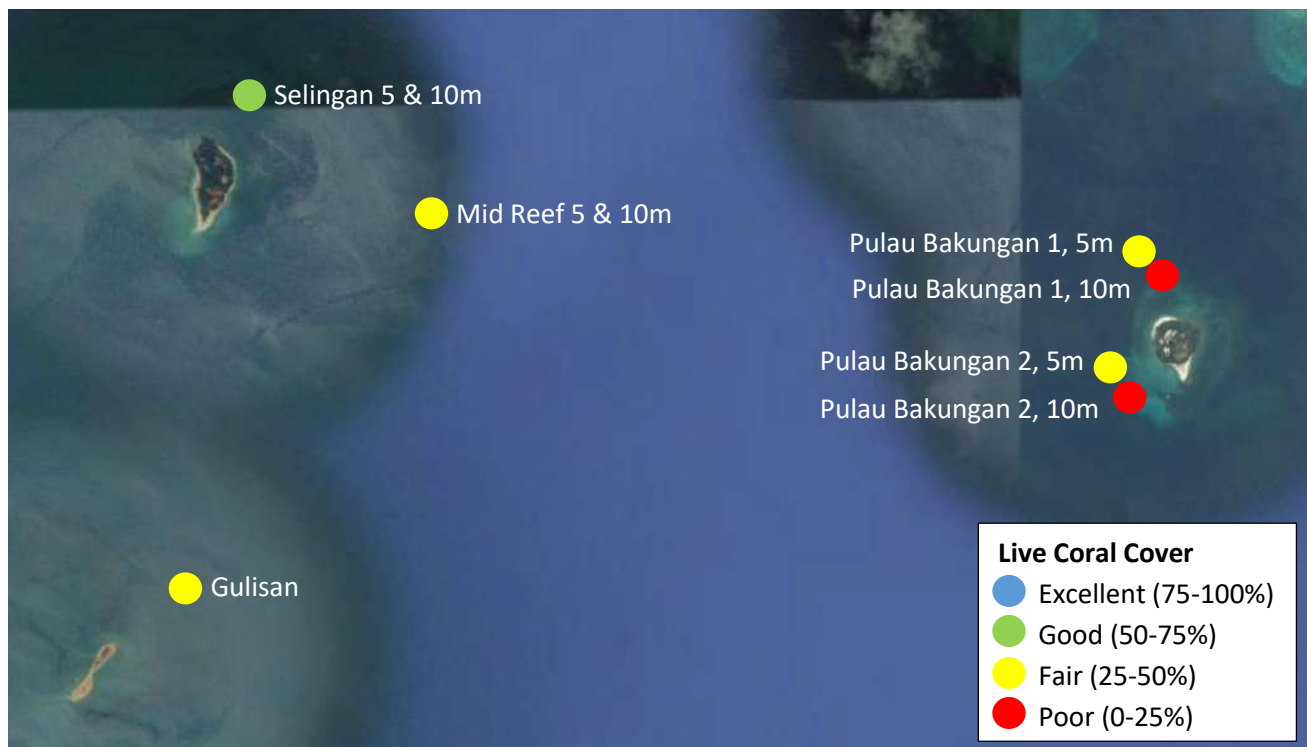 Selingan 5 & 10m
Mid Reef 5 & 10m
Pulau Bakungan 1, 5m
Pulau Bakungan 1, 10m
Pulau Bakungan 2, 5m
Pulau Bakungan 2, 10m
Gulisan
Live Coral Cover
Excellent (75-100%)
Good (50-75%)
Fair (25-50%)
Poor (0-25%)